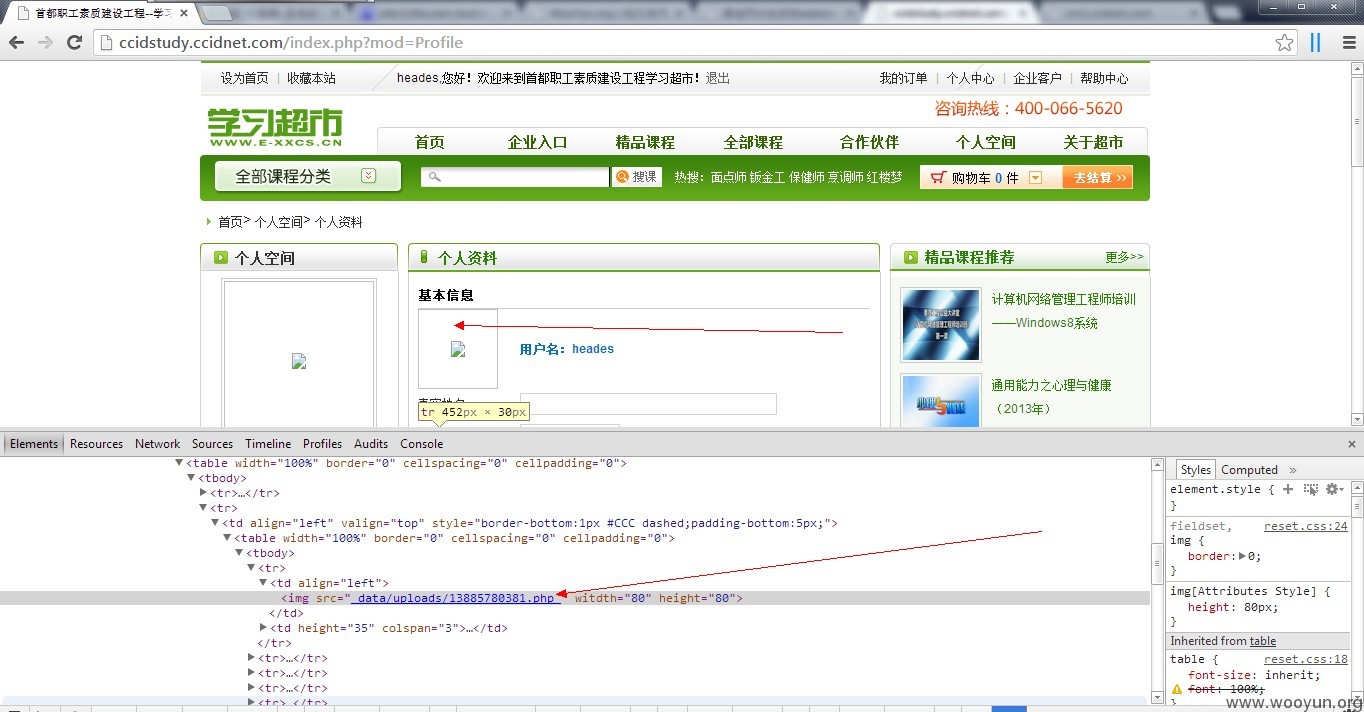 首都职工素质建设工程--学习
ccidstudy.ccidnet.com/index.php?mod=Profile
设为首页 | 收藏本站 heades,您好！欢迎来到首都职工素质建设工程学习超市！退出 我的订单 | 个人中心 | 企业客户 | 帮助中心
学习超市
WWW.E-XXCS.CN
咨询热线：400-066-5620
首页 企业入口 精品课程 全部课程 合作伙伴 个人空间 关于超市
全部课程分类 搜课 热搜：面点师 钣金工 保健师 烹调师 红楼梦 购物车 0 件 去结算 >>
首页> 个人空间> 个人资料
个人空间
个人资料
基本信息
用户名：heades
tr 452px × 30px
精品课程推荐 更多>>
计算机网络管理工程师培训
——Windows8系统
通用能力之心理与健康
（2013年）
Elements Resources Network Sources Timeline Profiles Audits Console
<table width="100%" border="0" cellspacing="0" cellpadding="0">
<tbody>
<tr>…</tr>
<tr>
<td align="left" valign="top" style="border-bottom:1px #CCC dashed;padding-bottom:5px;">
<table width="100%" border="0" cellspacing="0" cellpadding="0">
<tbody>
<tr>
<td align="left">
<img src="_data/uploads/13885780381.php" witdth="80" height="80">
</td>
<td height="35" colspan="3">…</td>
</tr>
<tr>…</tr>
<tr>…</tr>
<tr>…</tr>
<tr>…</tr>
Styles Computed »
element.style {
}
fieldset, reset.css:24
img {
border: 0;
}
img[Attributes Style] {
height: 80px;
}
Inherited from table
table { reset.css:18
font-size: inherit;
font: 100%;
}
www.wooyun.org